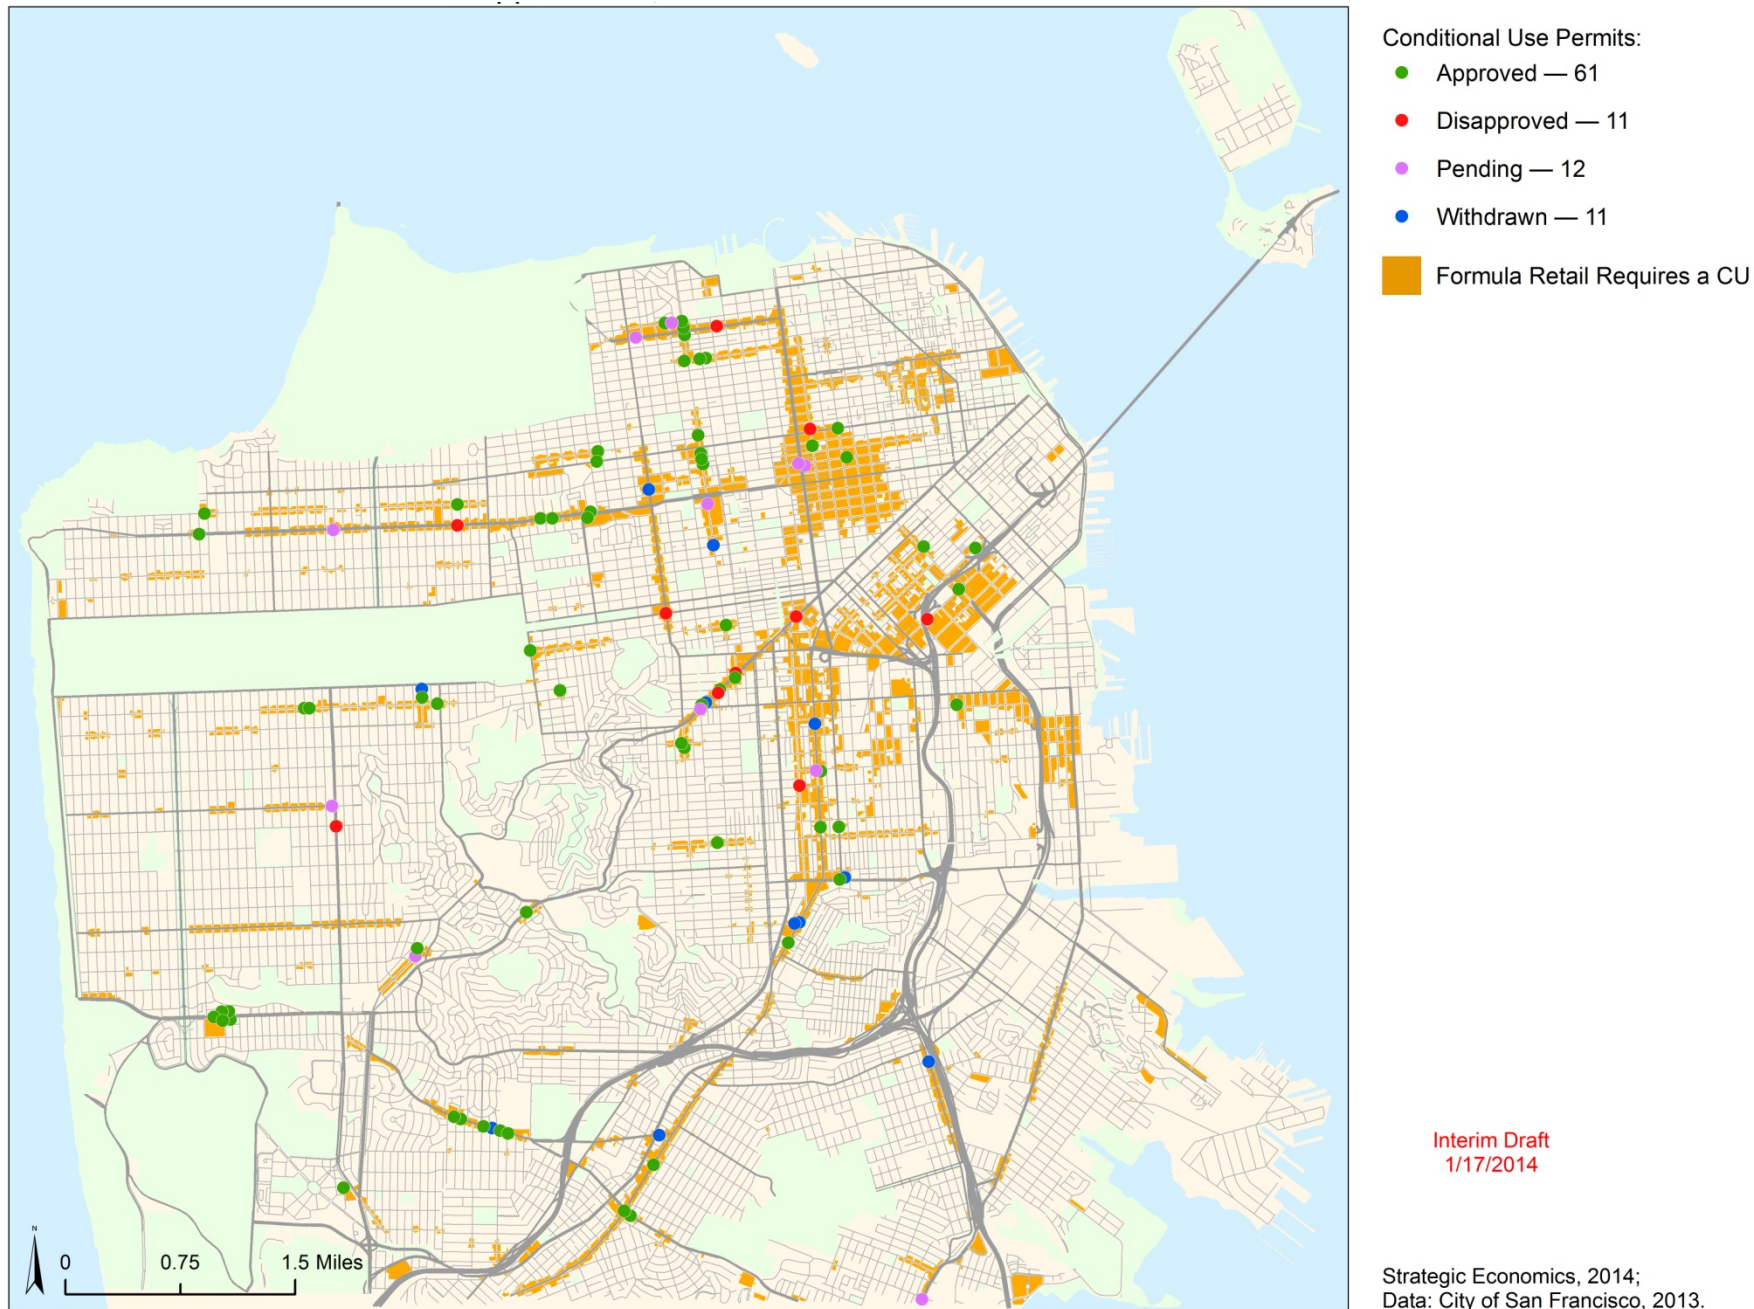 Conditional Use Permits:
Approved — 61
Disapproved — 11
Pending — 12
Withdrawn — 11
Formula Retail Requires a CU
Interim Draft
1/17/2014
N
0 0.75 1.5 Miles
Strategic Economics, 2014;
Data: City of San Francisco, 2013.